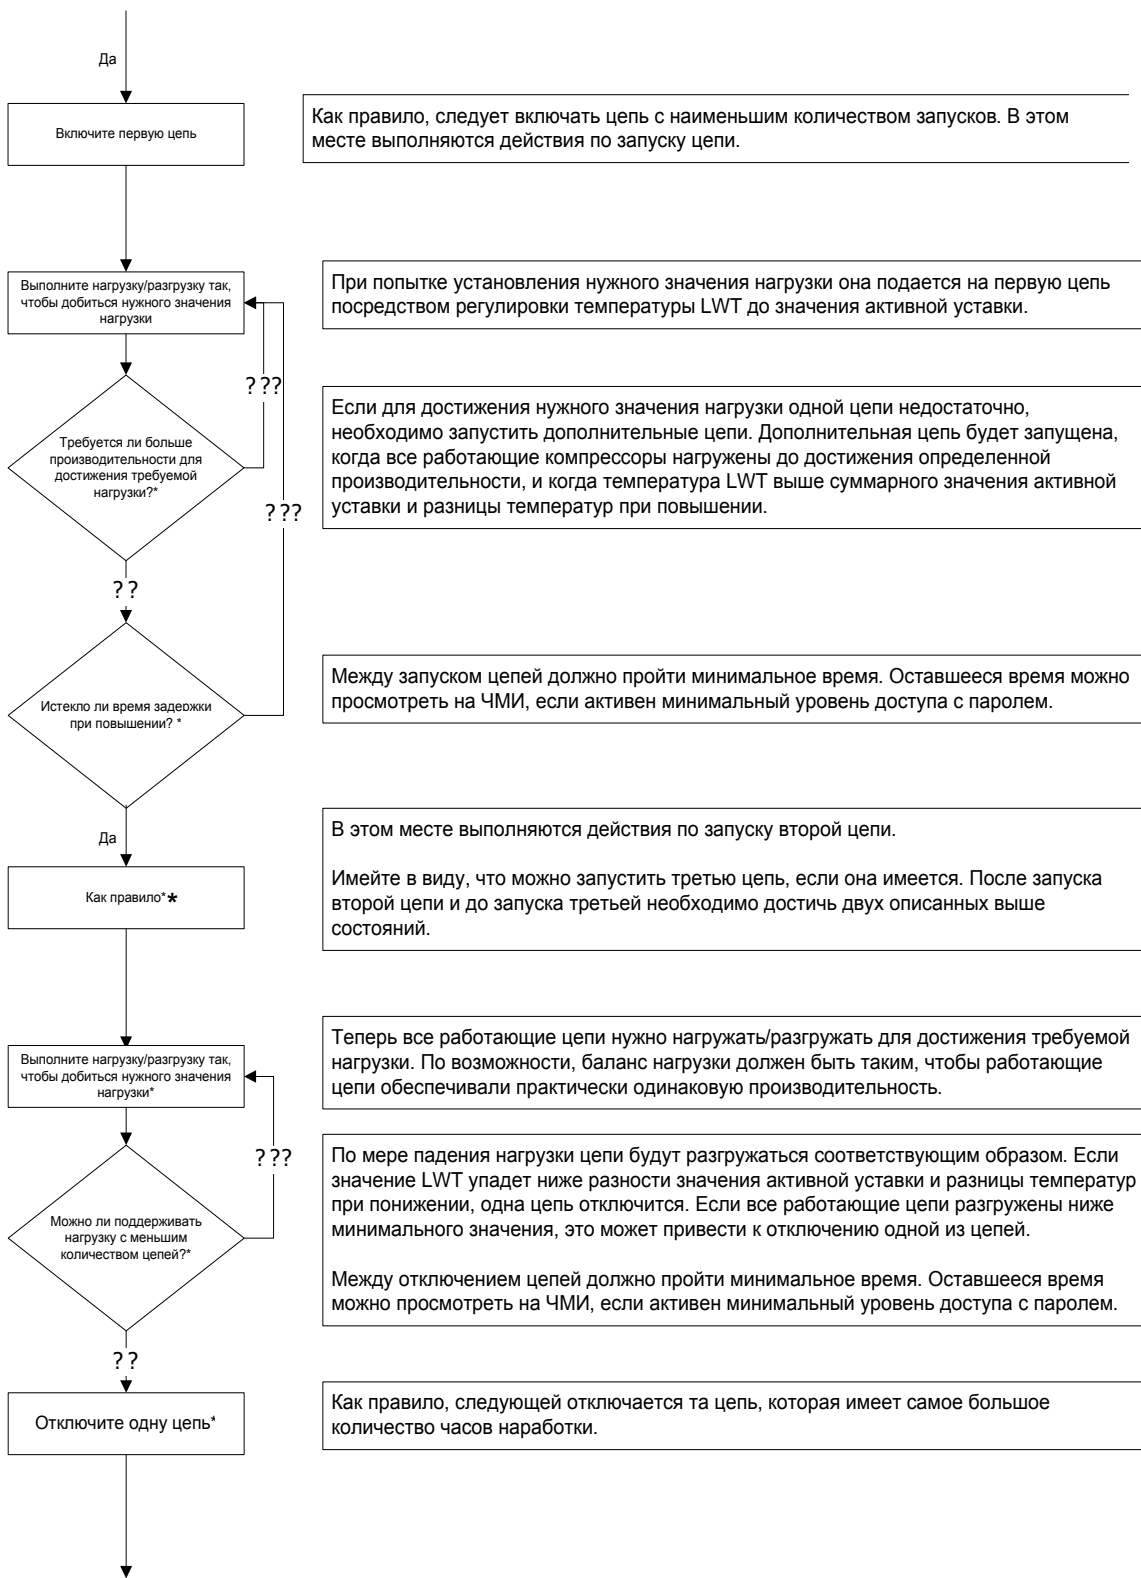 Да
Включите первую цепь
Как правило, следует включать цепь с наименьшим количеством запусков. В этом
месте выполняются действия по запуску цепи.
Выполните нагрузку/разгрузку так,
чтобы добиться нужного значения
нагрузки
При попытке установления нужного значения нагрузки она подается на первую цепь
посредством регулировки температуры LWT до значения активной уставки.
???
Требуется ли больше
производительности для
достижения требуемой
нагрузки?*
Если для достижения нужного значения нагрузки одной цепи недостаточно,
необходимо запустить дополнительные цепи. Дополнительная цепь будет запущена,
когда все работающие компрессоры нагружены до достижения определенной
производительности, и когда температура LWT выше суммарного значения активной
уставки и разницы температур при повышении.
???
??
Истекло ли время задержки
при повышении? *
Между запуском цепей должно пройти минимальное время. Оставшееся время можно
просмотреть на ЧМИ, если активен минимальный уровень доступа с паролем.
Да
Как правило**
В этом месте выполняются действия по запуску второй цепи.
Имейте в виду, что можно запустить третью цепь, если она имеется. После запуска
второй цепи и до запуска третьей необходимо достичь двух описанных выше
состояний.
Выполните нагрузку/разгрузку так,
чтобы добиться нужного значения
нагрузки*
Теперь все работающие цепи нужно нагружать/разгружать для достижения требуемой
нагрузки. По возможности, баланс нагрузки должен быть таким, чтобы работающие
цепи обеспечивали практически одинаковую производительность.
???
Можно ли поддерживать
нагрузку с меньшим
количеством цепей?*
По мере падения нагрузки цепи будут разгружаться соответствующим образом. Если
значение LWT упадет ниже разности значения активной уставки и разницы температур
при понижении, одна цепь отключится. Если все работающие цепи разгружены ниже
минимального значения, это может привести к отключению одной из цепей.
Между отключением цепей должно пройти минимальное время. Оставшееся время
можно просмотреть на ЧМИ, если активен минимальный уровень доступа с паролем.
??
Отключите одну цепь*
Как правило, следующей отключается та цепь, которая имеет самое большое
количество часов наработки.